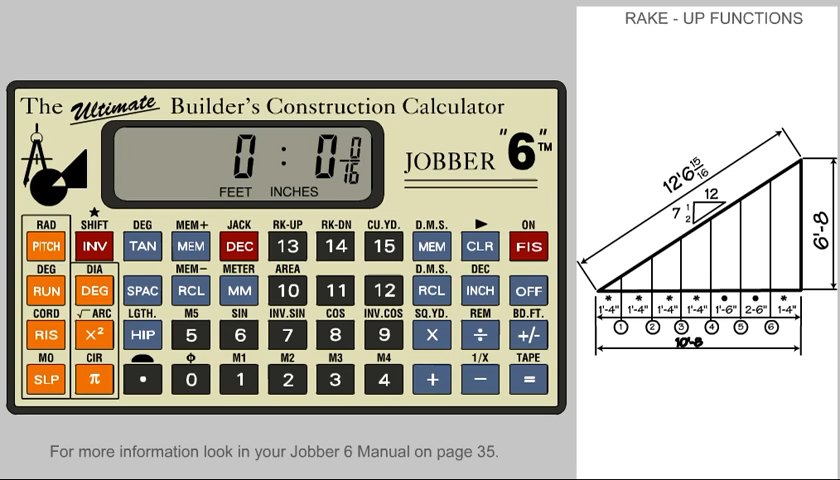 RAKE - UP FUNCTIONS
The Ultimate Builder's Construction Calculator
0 : 0 0/16
FEET INCHES
JOBBER "6"™
RAD ★ SHIFT DEG MEM+ JACK RK-UP RK-DN CU.YD. D.M.S. ► ON
PITCH INV TAN MEM DEC 13 14 15 MEM CLR FIS
DEG DIA MEM− METER AREA D.M.S. DEC
RUN DEG SPAC RCL MM 10 11 12 RCL INCH OFF
CORD √ARC LGTH. M5 SIN INV.SIN COS INV.COS SQ.YD. REM BD.FT.
RIS X² HIP 5 6 7 8 9 X ÷ +/−
MO CIR Φ M1 M2 M3 M4 1/X TAPE
SLP π • 0 1 2 3 4 + − =
For more information look in your Jobber 6 Manual on page 35.
12'6 15/16
12
7 1/2
6'-8
* * * * • •
1'-4" 1'-4" 1'-4" 1'-4" 1'-6" 2-6" 1'-4"
1 2 3 4 5 6
10'-8